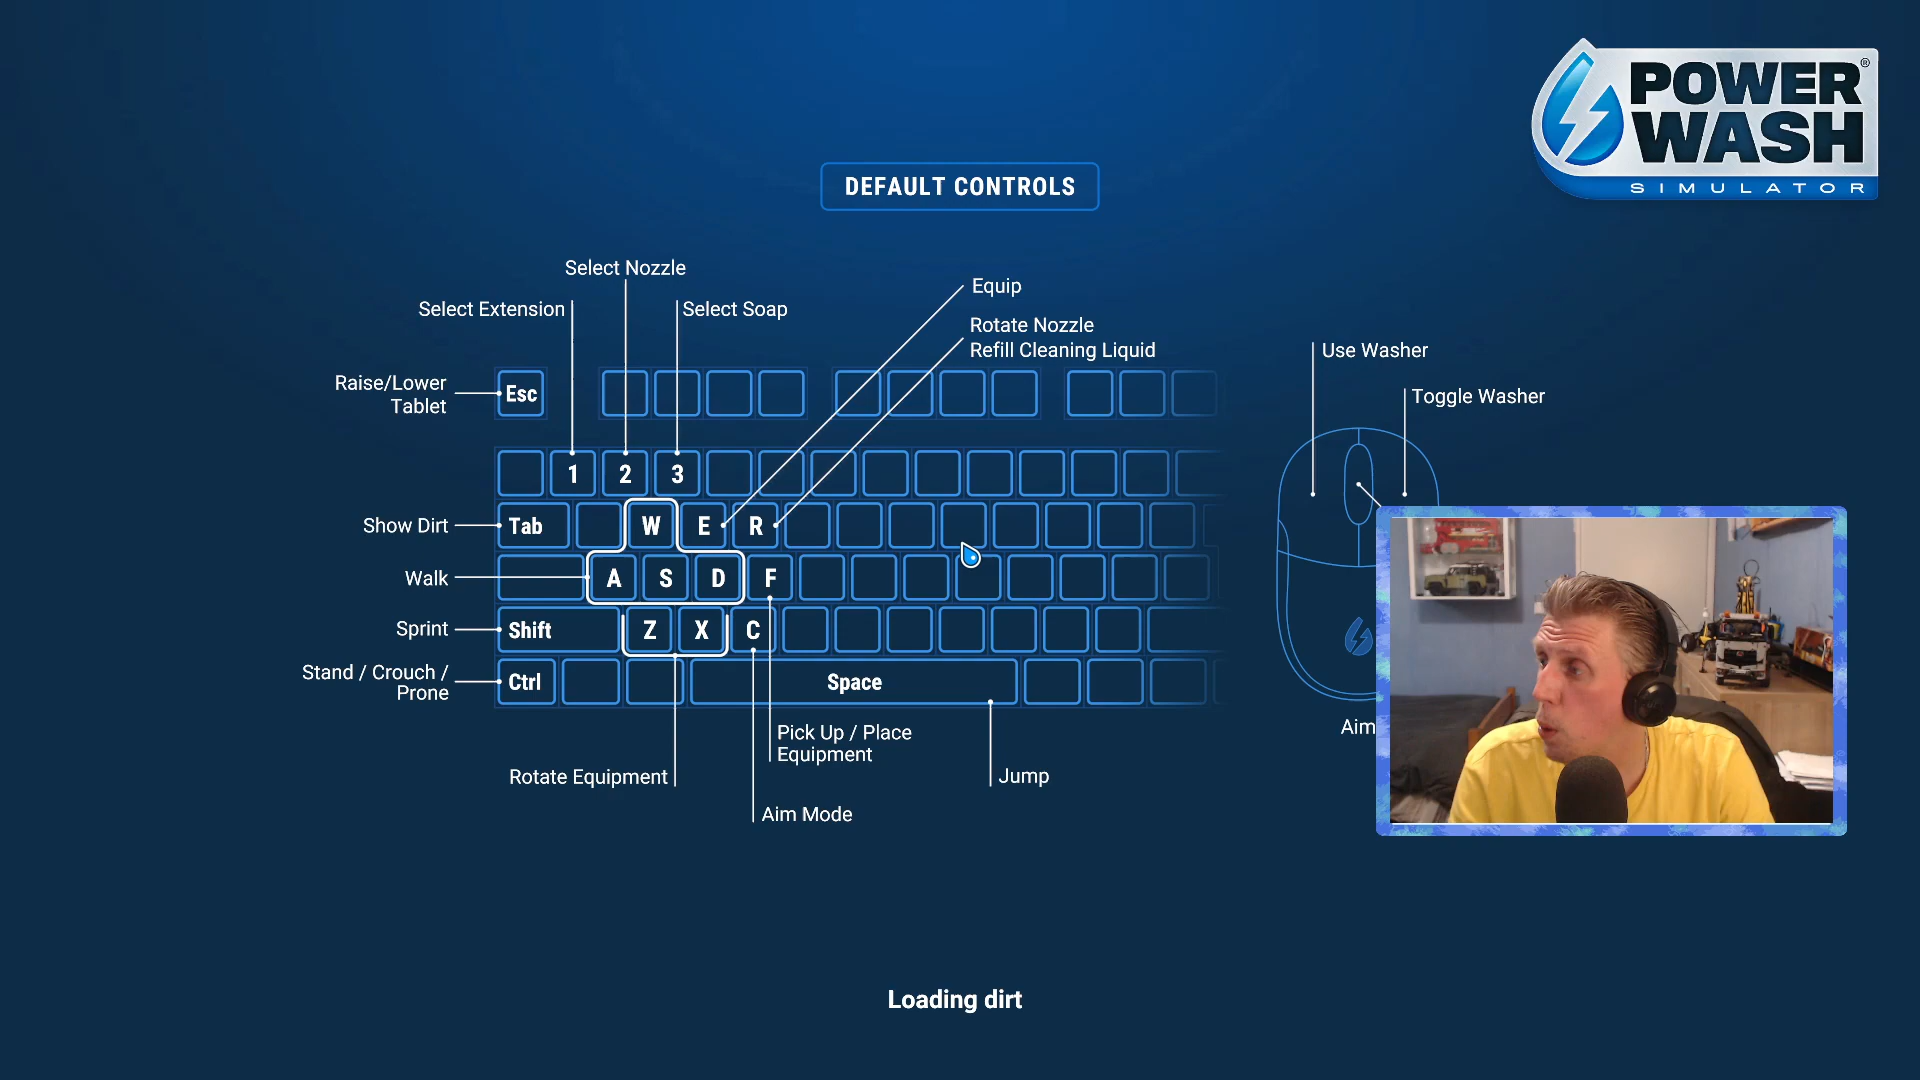 POWER®
WASH
SIMULATOR
DEFAULT CONTROLS
Select Nozzle
Select Extension
Select Soap
Equip
Rotate Nozzle
Refill Cleaning Liquid
Use Washer
Toggle Washer
Raise/Lower
Tablet
Esc
1 2 3
Show Dirt
Tab W E R
Walk
A S D F
Sprint
Shift Z X C
Stand / Crouch /
Prone
Ctrl Space
Pick Up / Place
Equipment
Rotate Equipment
Jump
Aim Mode
Aim
Loading dirt